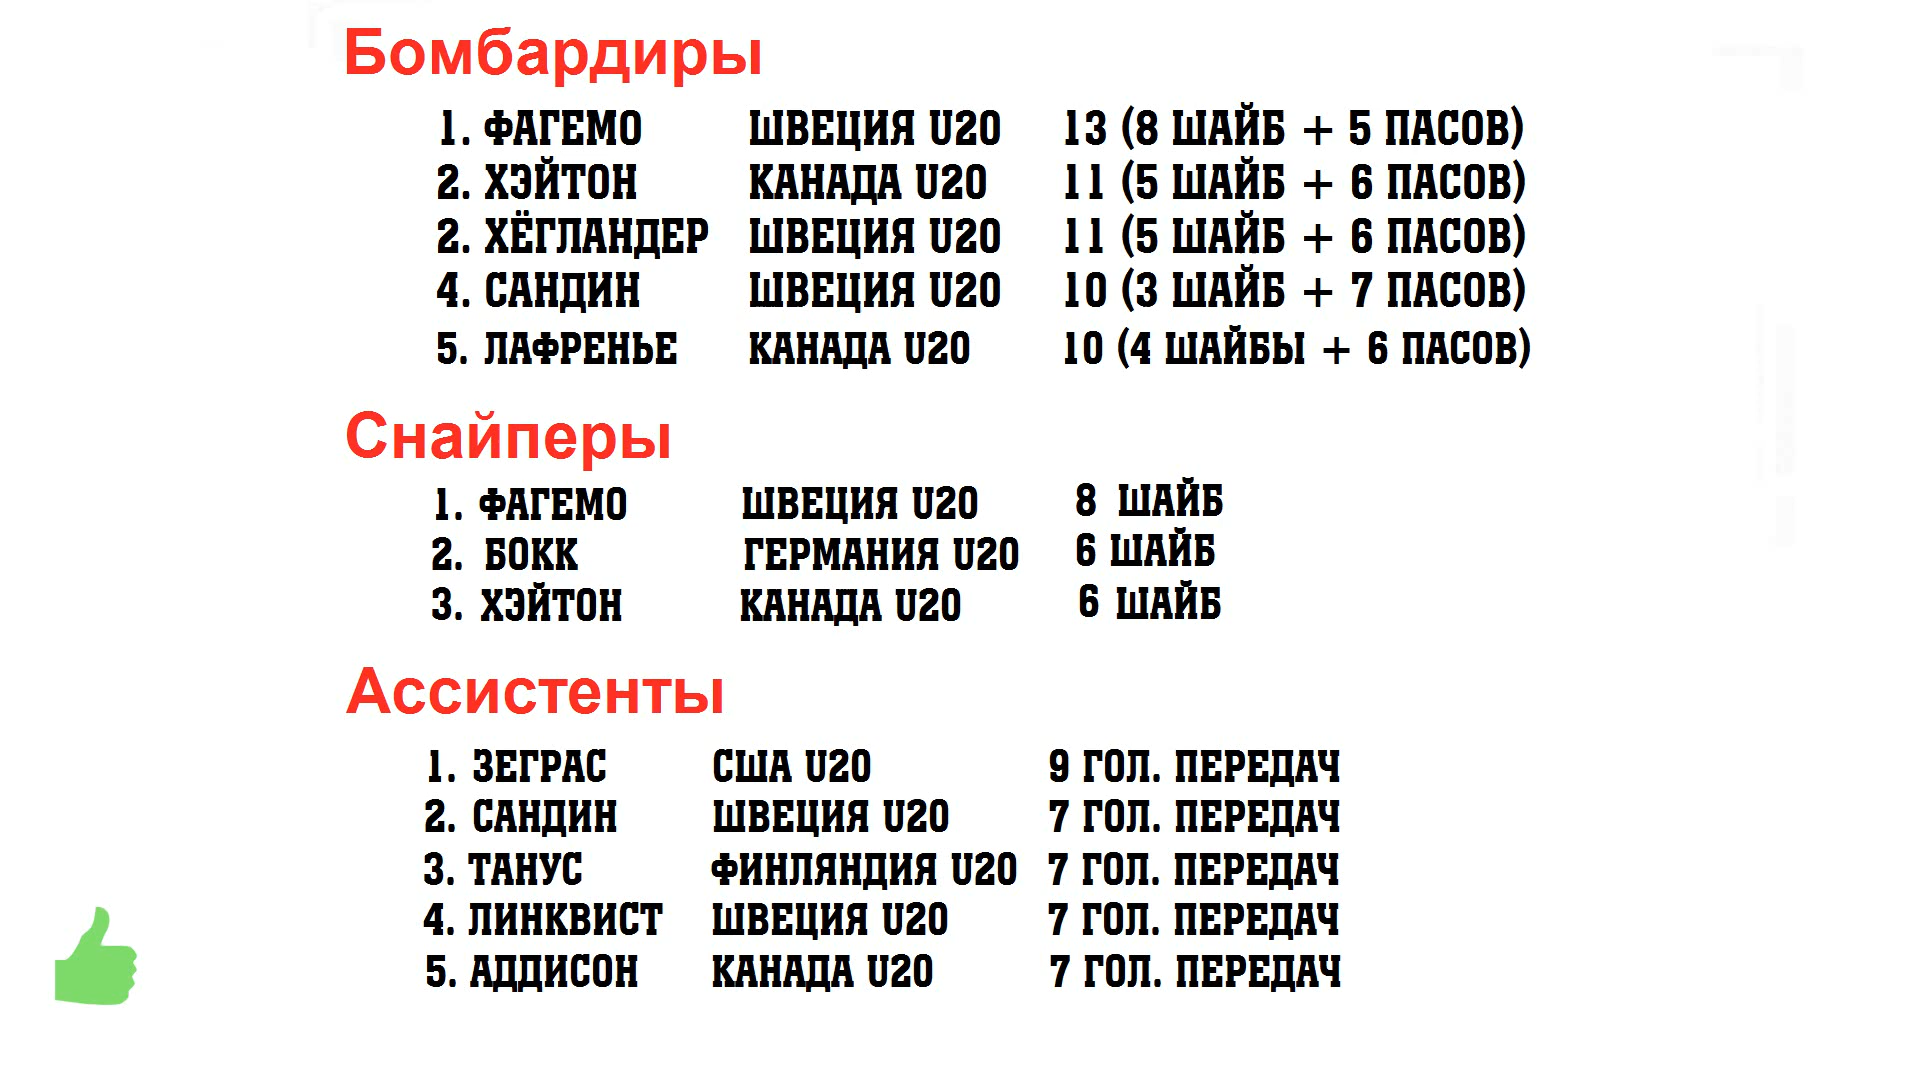 Бомбардиры
1. ФАГЕМО ШВЕЦИЯ U20 13 (8 ШАЙБ + 5 ПАСОВ)
2. ХЭЙТОН КАНАДА U20 11 (5 ШАЙБ + 6 ПАСОВ)
2. ХЁГЛАНДЕР ШВЕЦИЯ U20 11 (5 ШАЙБ + 6 ПАСОВ)
4. САНДИН ШВЕЦИЯ U20 10 (3 ШАЙБ + 7 ПАСОВ)
5. ЛАФРЕНЬЕ КАНАДА U20 10 (4 ШАЙБЫ + 6 ПАСОВ)
Снайперы
1. ФАГЕМО ШВЕЦИЯ U20 8 ШАЙБ
2. БОКК ГЕРМАНИЯ U20 6 ШАЙБ
3. ХЭЙТОН КАНАДА U20 6 ШАЙБ
Ассистенты
1. ЗЕГРАС США U20 9 ГОЛ. ПЕРЕДАЧ
2. САНДИН ШВЕЦИЯ U20 7 ГОЛ. ПЕРЕДАЧ
3. ТАНУС ФИНЛЯНДИЯ U20 7 ГОЛ. ПЕРЕДАЧ
4. ЛИНКВИСТ ШВЕЦИЯ U20 7 ГОЛ. ПЕРЕДАЧ
5. АДДИСОН КАНАДА U20 7 ГОЛ. ПЕРЕДАЧ